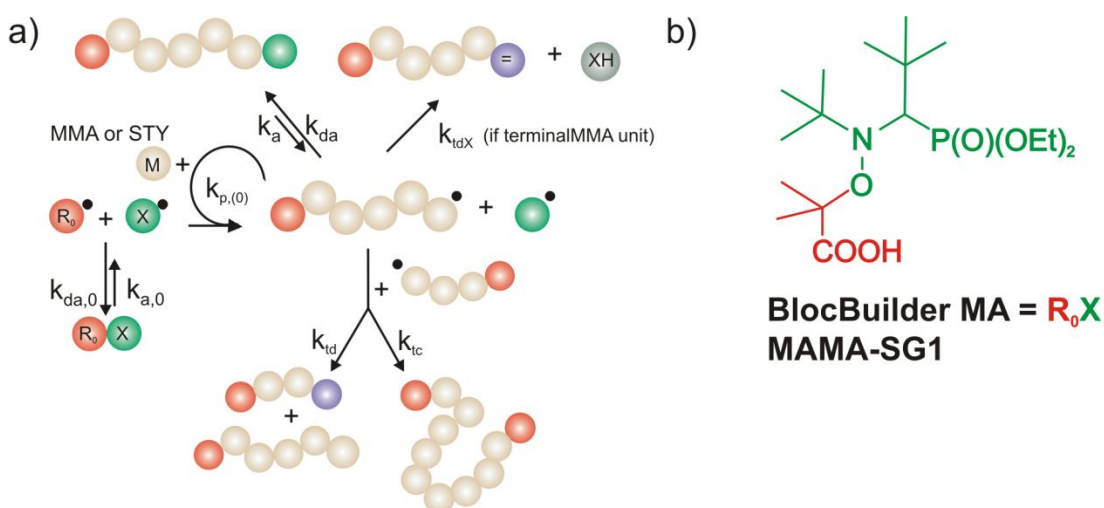 a)
=
+
XH
k_a
k_da
k_tdX (if terminalMMA unit)
MMA or STY
M +
k_p,(0)
R_0 + X
+
k_da,0
k_a,0
R_0 X
+
k_td
k_tc
+
b)
N
P(O)(OEt)_2
O
COOH
BlocBuilder MA = R_0X
MAMA-SG1